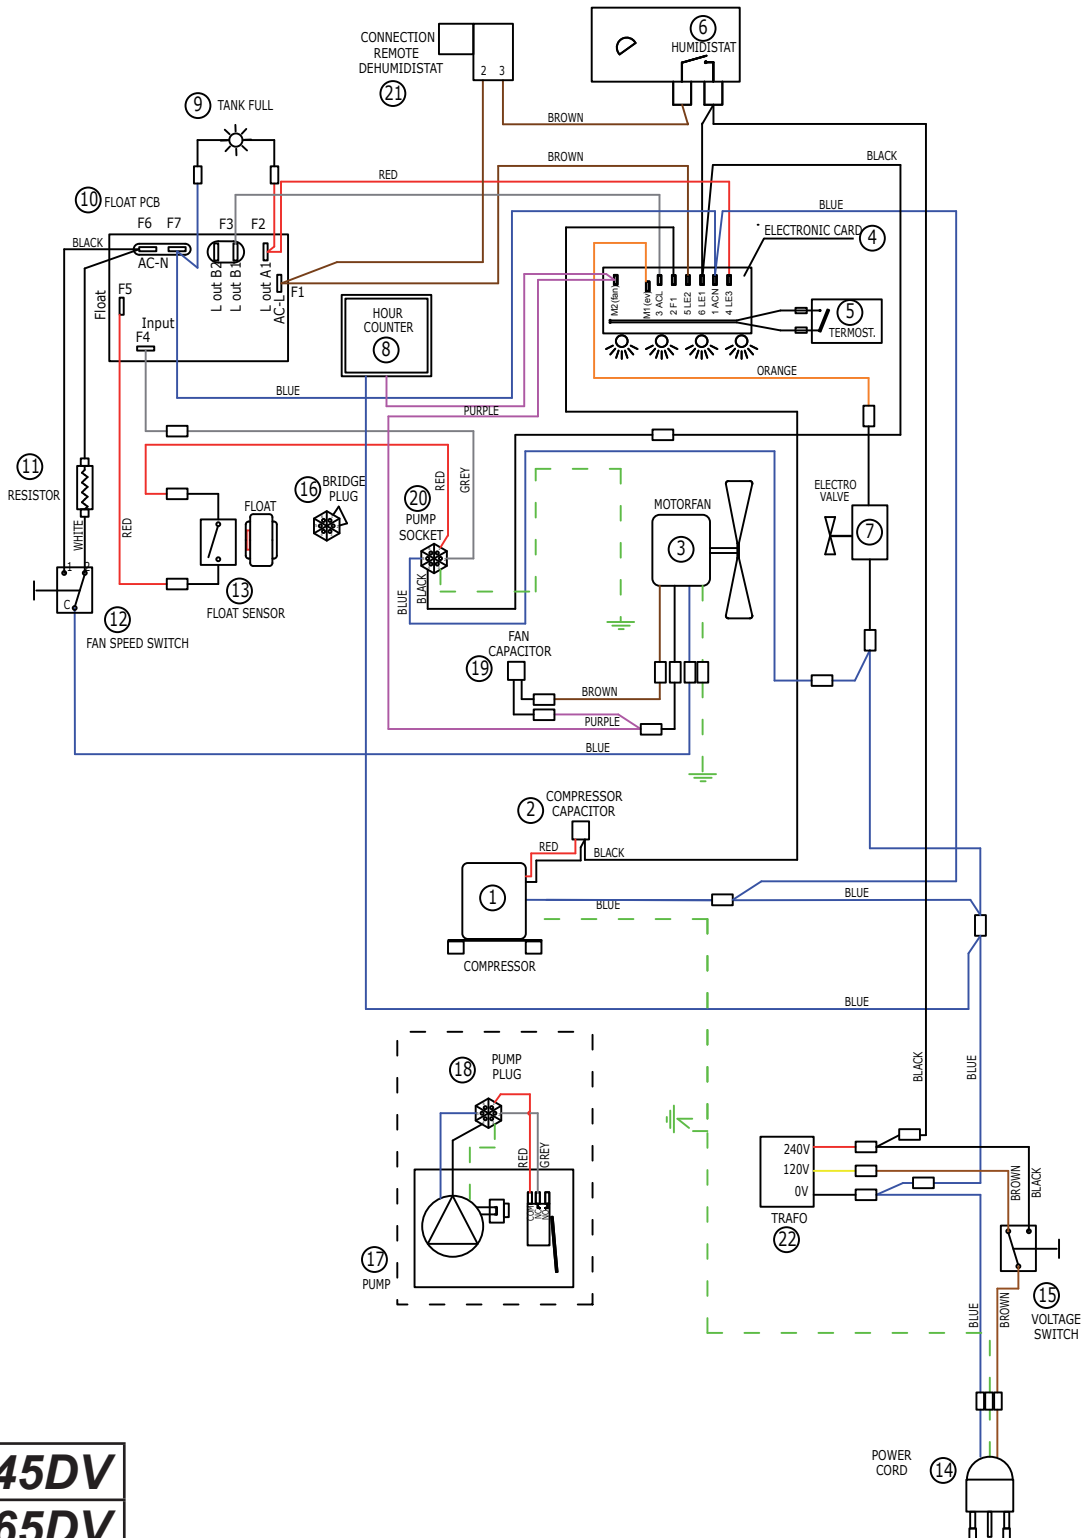 CONNECTION
REMOTE
DEHUMIDISTAT
21
2 3
6
HUMIDISTAT
BROWN
9
TANK FULL
BROWN
BLACK
RED
10
FLOAT PCB
BLUE
F6 F7 F3 F2
BLACK
AC-N
L out B2
L out B1
L out A1
AC-L
F1
Float
F5
Input
F4
ELECTRONIC CARD
4
M2(fan)
M1(ev)
3 ACL
2 F1
5 LE2
6 LE1
1 ACN
4 LE3
5
TERMOST.
HOUR
COUNTER
8
BLUE
ORANGE
PURPLE
11
RESISTOR
WHITE
RED
16
BRIDGE
PLUG
20
PUMP
SOCKET
RED
GREY
FLOAT
MOTORFAN
3
ELECTRO
VALVE
7
1 2
C
12
FAN SPEED SWITCH
13
FLOAT SENSOR
BLUE
BLACK
FAN
CAPACITOR
19
BROWN
PURPLE
BLUE
2
COMPRESSOR
CAPACITOR
RED
BLACK
1
BLUE
BLUE
COMPRESSOR
BLUE
18
PUMP
PLUG
BLACK
BLUE
RED
GREY
COM
NC
NO
17
PUMP
240V
120V
0V
TRAFO
22
BROWN
BLACK
15
VOLTAGE
SWITCH
BLUE
BROWN
POWER
CORD
14
45DV
65DV